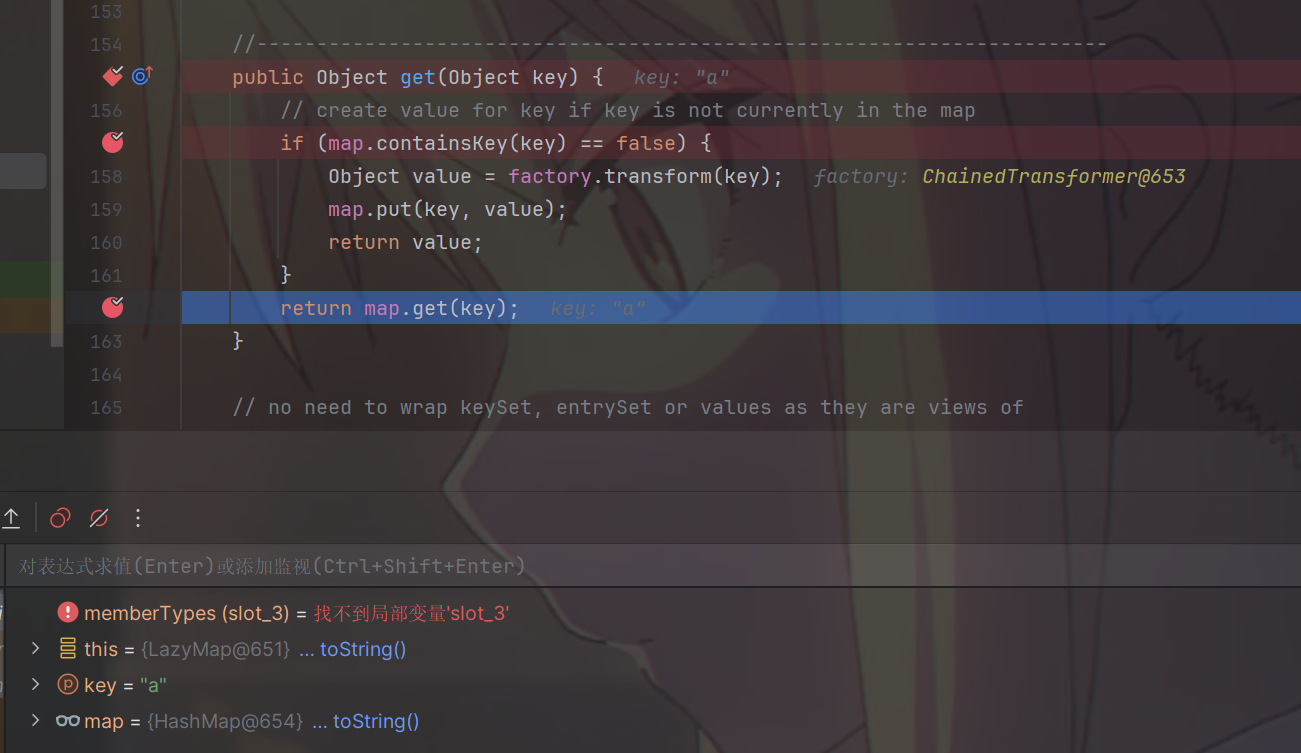 153
154 //-----------------------------------------------------------------------
public Object get(Object key) { key: "a"
156 // create value for key if key is not currently in the map
if (map.containsKey(key) == false) {
158 Object value = factory.transform(key); factory: ChainedTransformer@653
159 map.put(key, value);
160 return value;
161 }
return map.get(key); key: "a"
163 }
164
165 // no need to wrap keySet, entrySet or values as they are views of
对表达式求值(Enter)或添加监视(Ctrl+Shift+Enter)
memberTypes (slot_3) = 找不到局部变量'slot_3'
this = {LazyMap@651} ... toString()
key = "a"
map = {HashMap@654} ... toString()